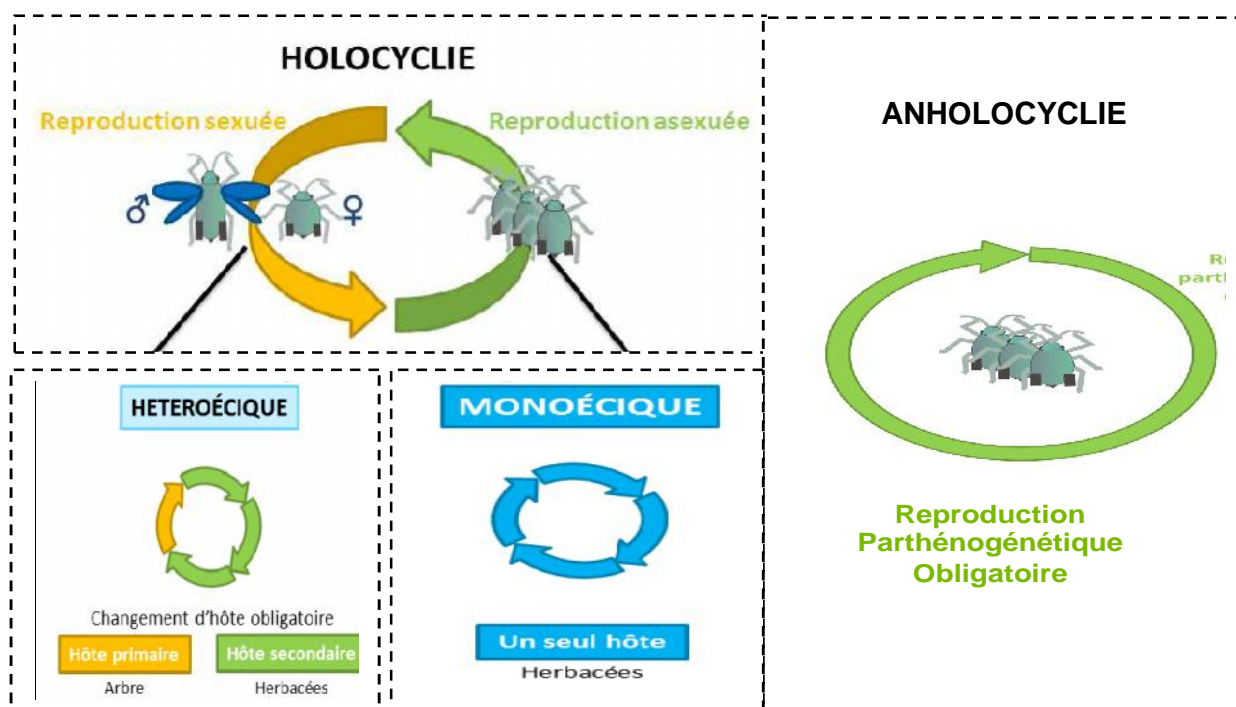 HOLOCYCLIE
Reproduction sexuée
Reproduction asexuée
♂
♀
HETEROÉCIQUE
Changement d'hôte obligatoire
Hôte primaire
Hôte secondaire
Arbre
Herbacées
MONOÉCIQUE
Un seul hôte
Herbacées
ANHOLOCYCLIE
Reproduction
Parthénogénétique
Obligatoire